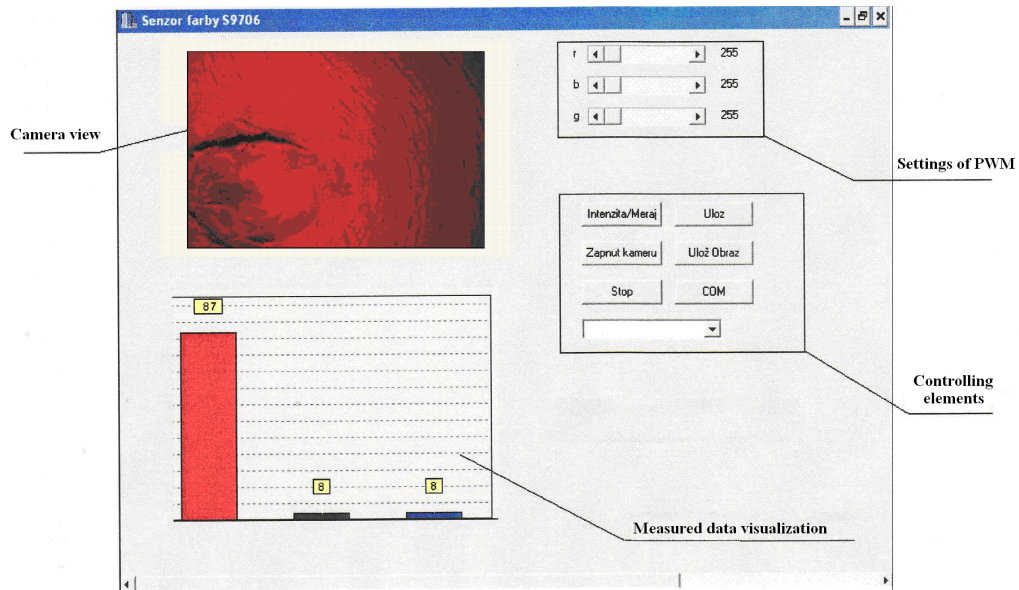 Senzor farby S9706
r 255
b 255
g 255
Camera view
Settings of PWM
Intenzita/Meraj Uloz
Zapnut kameru Ulož Obraz
Stop COM
87
8
8
Controlling
elements
Measured data visualization